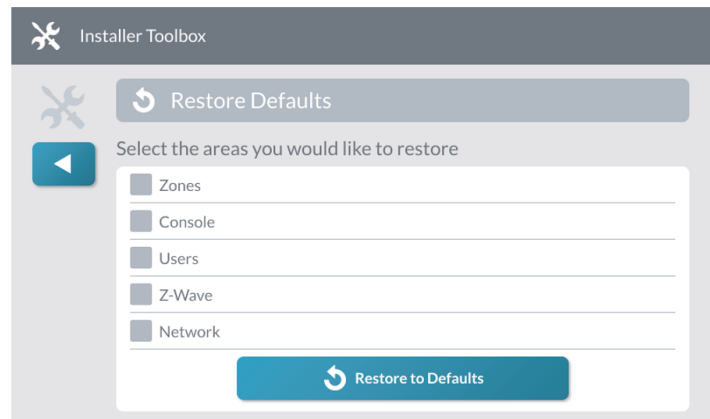 Installer Toolbox
Restore Defaults
Select the areas you would like to restore
Zones
Console
Users
Z-Wave
Network
Restore to Defaults